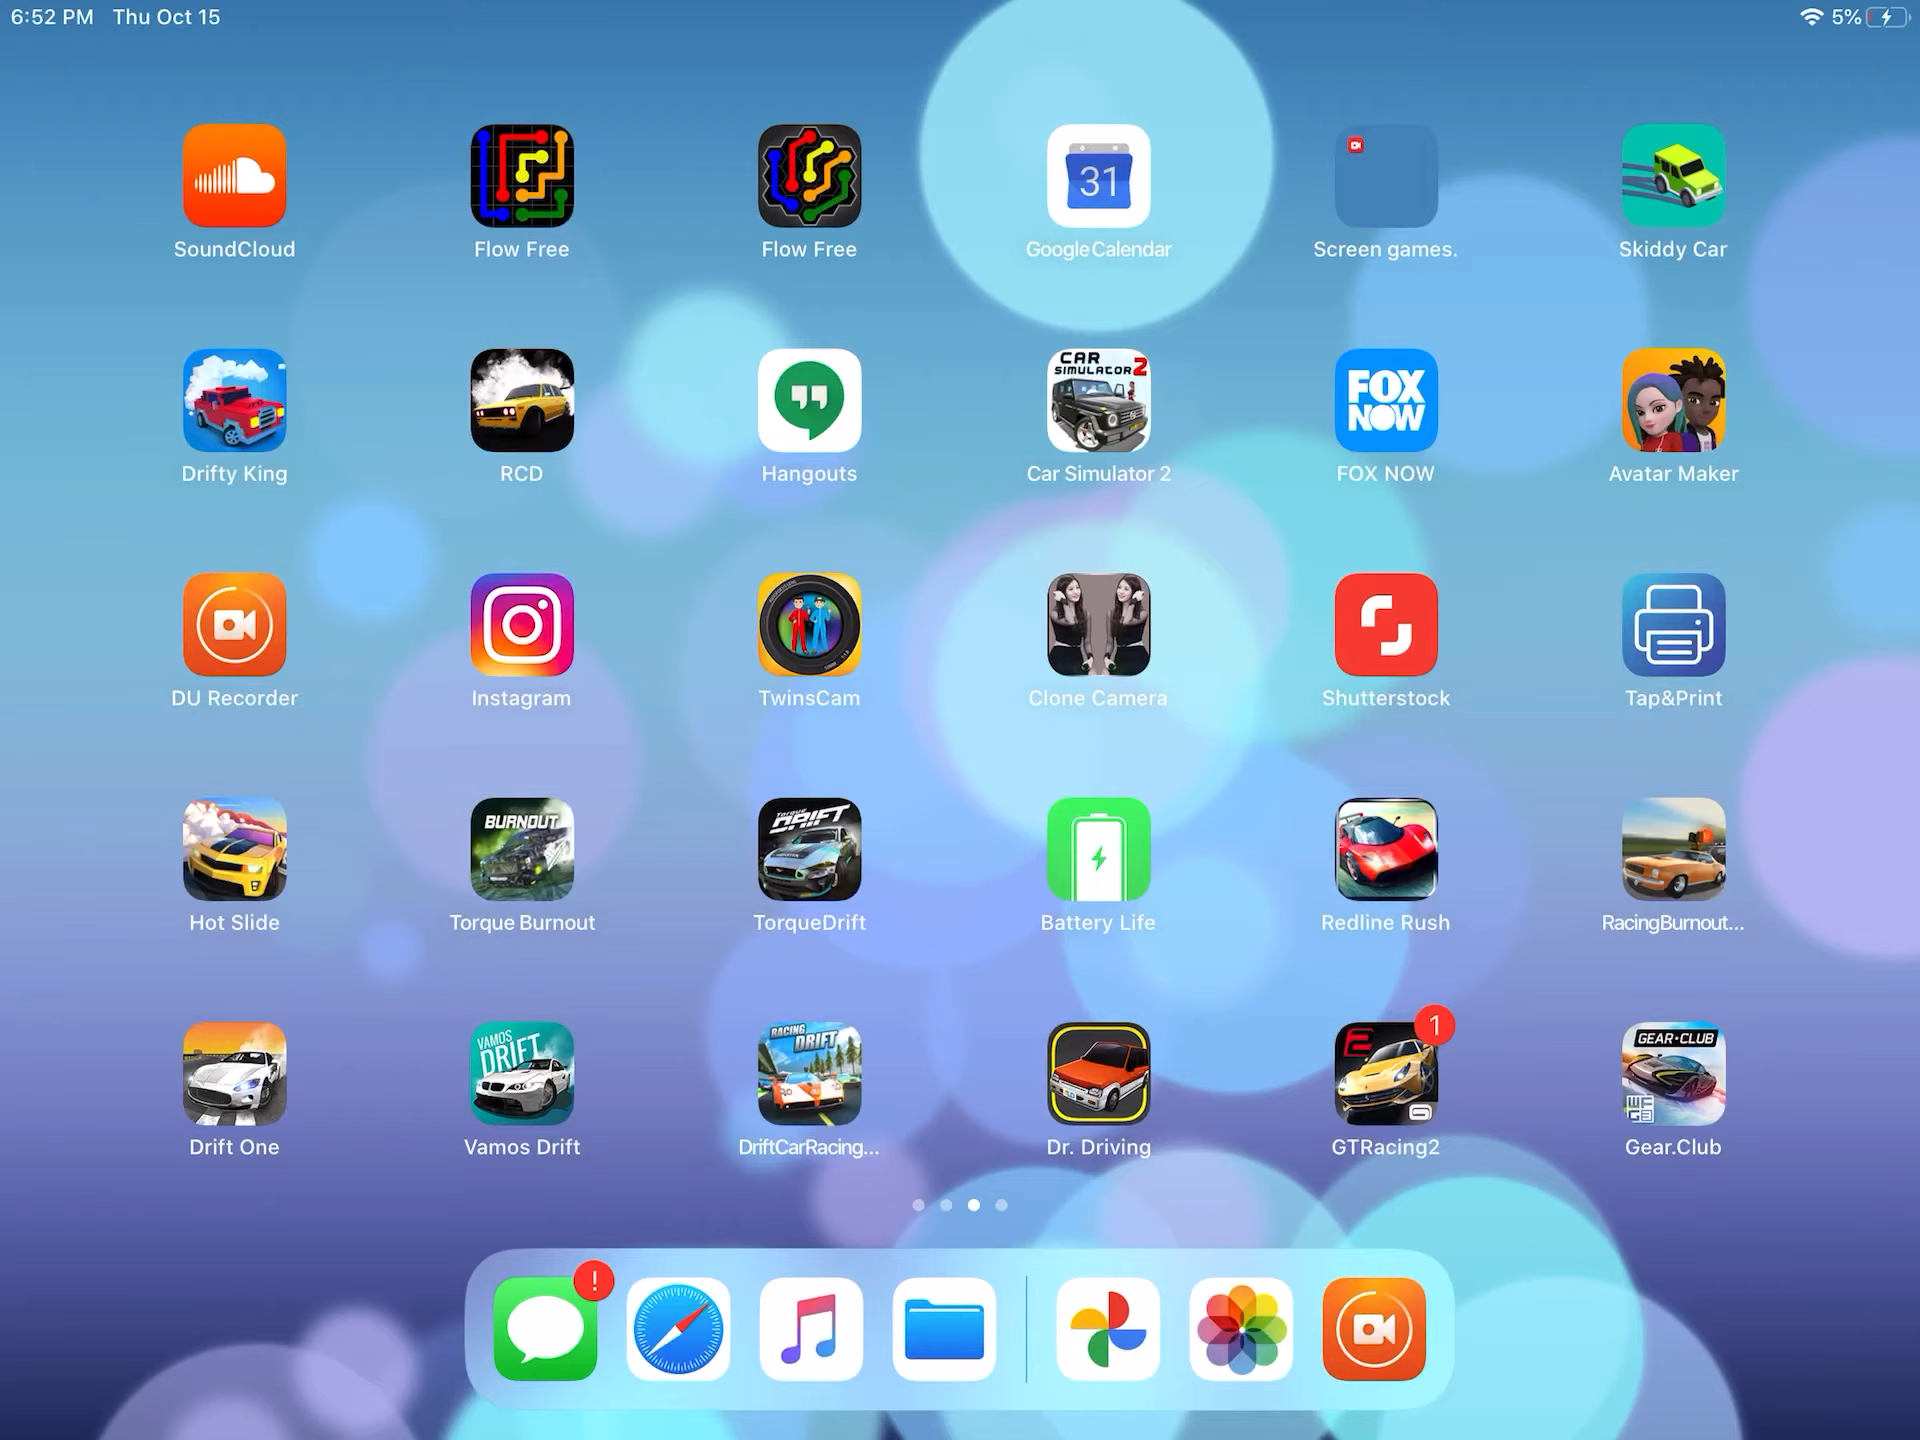 6:52 PM Thu Oct 15 5%
31
SoundCloud Flow Free Flow Free Google Calendar Screen games. Skiddy Car
CAR
SIMULATOR 2
FOX
NOW
Drifty King RCD Hangouts Car Simulator 2 FOX NOW Avatar Maker
DU Recorder Instagram TwinsCam Clone Camera Shutterstock Tap&Print
BURNOUT
Torque
DRIFT
Hot Slide Torque Burnout TorqueDrift Battery Life Redline Rush RacingBurnout...
VAMOS
DRIFT
RACING
DRIFT
2
1
GEAR·CLUB
Drift One Vamos Drift DriftCarRacing... Dr. Driving GTRacing2 Gear.Club
!